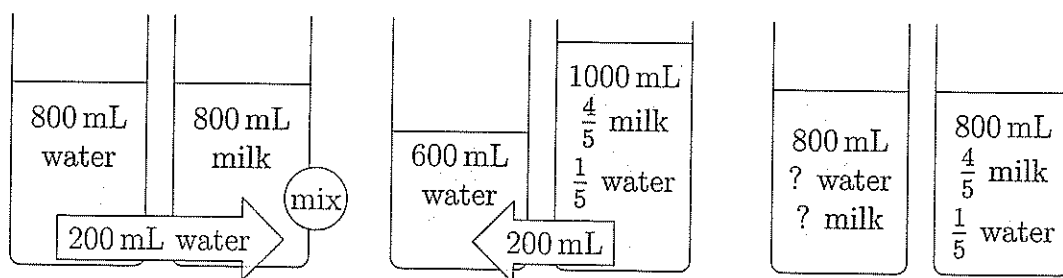 800 mL
water
800 mL
milk
mix
200 mL water
600 mL
water
1000 mL
4/5 milk
1/5 water
200 mL
800 mL
? water
? milk
800 mL
4/5 milk
1/5 water